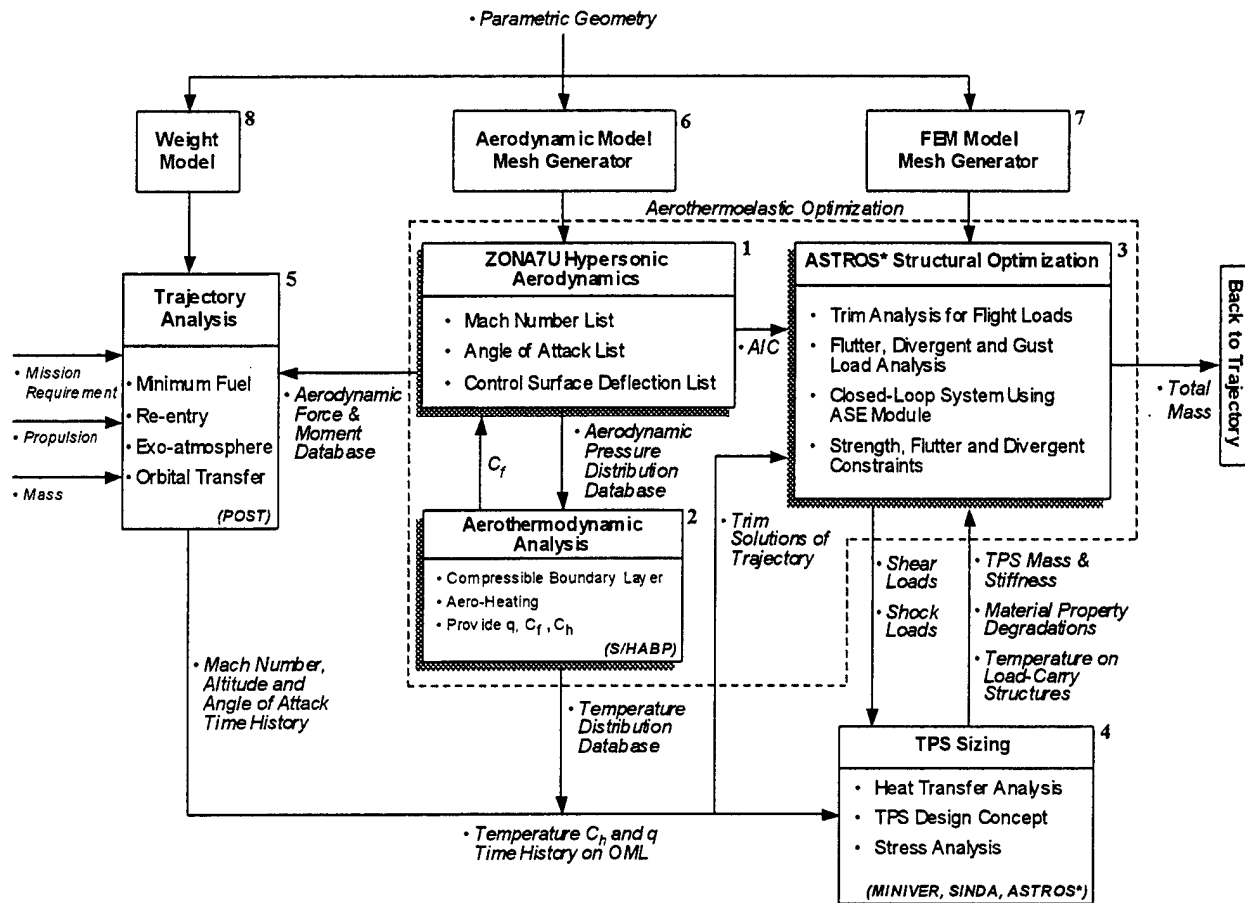 • Parametric Geometry
8
Weight
Model
6
Aerodynamic Model
Mesh Generator
7
FEM Model
Mesh Generator
Aerothermoelastic Optimization
5
Trajectory
Analysis
• Minimum Fuel
• Re-entry
• Exo-atmosphere
• Orbital Transfer
(POST)
• Mission
Requirement
• Propulsion
• Mass
• Aerodynamic
Force &
Moment
Database
1
ZONA7U Hypersonic
Aerodynamics
• Mach Number List
• Angle of Attack List
• Control Surface Deflection List
• AIC
3
ASTROS* Structural Optimization
• Trim Analysis for Flight Loads
• Flutter, Divergent and Gust
Load Analysis
• Closed-Loop System Using
ASE Module
• Strength, Flutter and Divergent
Constraints
• Total
Mass
Back to Trajectory
Cf
• Aerodynamic
Pressure
Distribution
Database
2
Aerothermodynamic
Analysis
• Compressible Boundary Layer
• Aero-Heating
• Provide q, Cf , Ch
(S/HABP)
• Trim
Solutions of
Trajectory
• Shear
Loads
• Shock
Loads
• TPS Mass &
Stiffness
• Material Property
Degradations
• Temperature on
Load-Carry
Structures
• Mach Number,
Altitude and
Angle of Attack
Time History
• Temperature
Distribution
Database
• Temperature Ch and q
Time History on OML
4
TPS Sizing
• Heat Transfer Analysis
• TPS Design Concept
• Stress Analysis
(MINIVER, SINDA, ASTROS*)